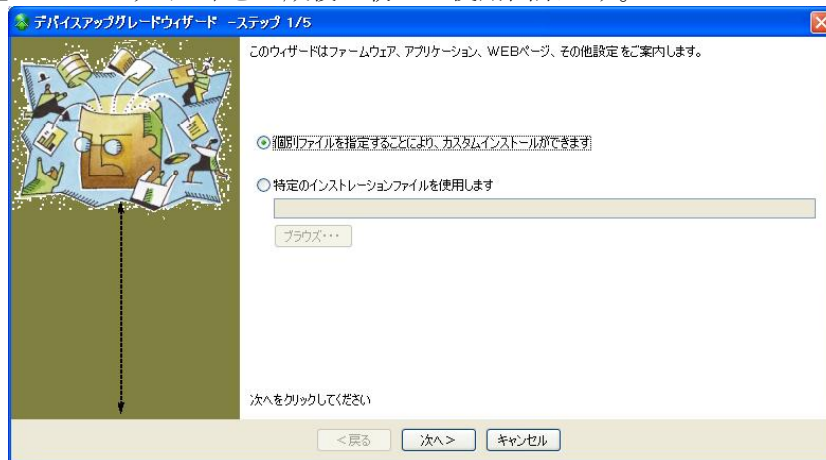 デバイスアップグレードウィザード －ステップ 1/5
このウィザードはファームウェア、アプリケーション、WEBページ、その他設定をご案内します。
個別ファイルを指定することにより、カスタムインストールができます
特定のインストレーションファイルを使用します
ブラウズ・・・
次へをクリックしてください
<戻る 次へ> キャンセル